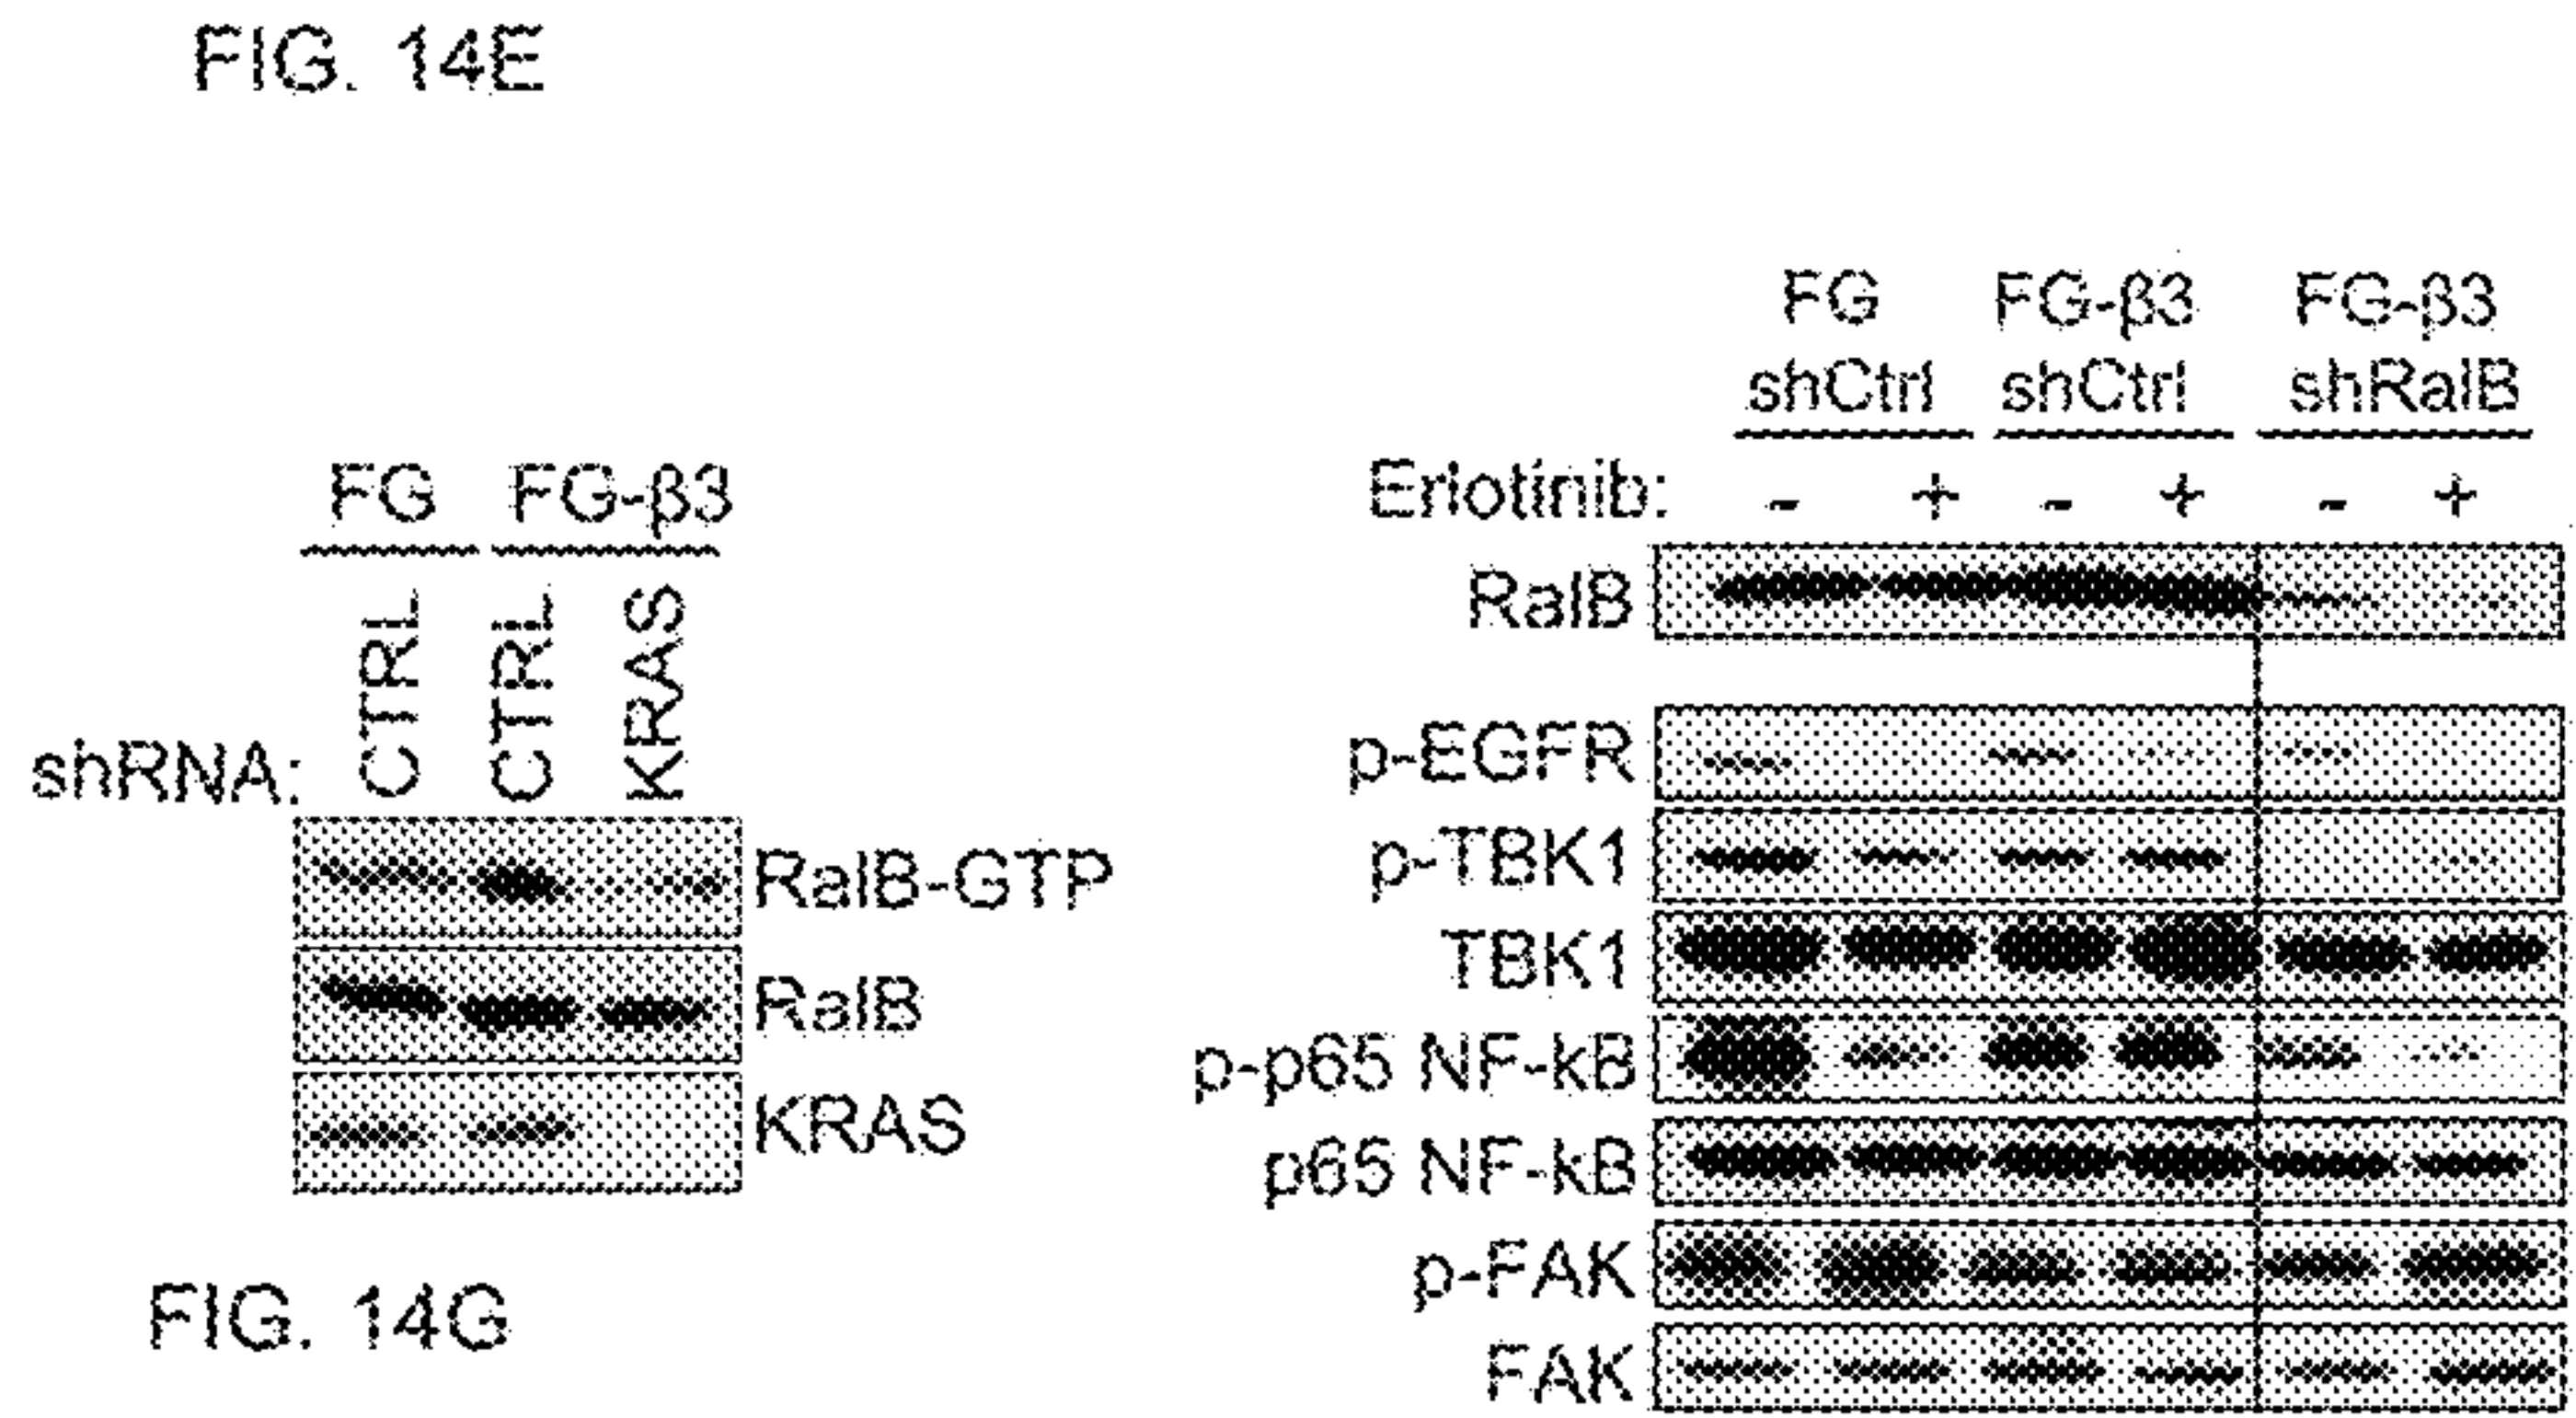 FIG. 14E
FG FG-β3
shRNA: CTRL CTRL KRAS
RalB-GTP
RalB
KRAS
FIG. 14G
FG FG-β3 FG-β3
shCtrl shCtrl shRalB
Erlotinib: - + - + - +
RalB
p-EGFR
p-TBK1
TBK1
p-p65 NF-kB
p65 NF-kB
p-FAK
FAK